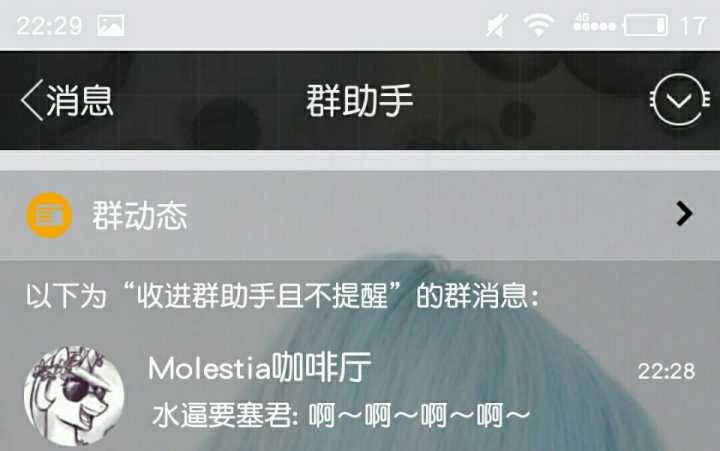 22:29 4G 17
消息 群助手
群动态
以下为“收进群助手且不提醒”的群消息:
Molestia咖啡厅 22:28
水逼要塞君: 啊～啊～啊～啊～